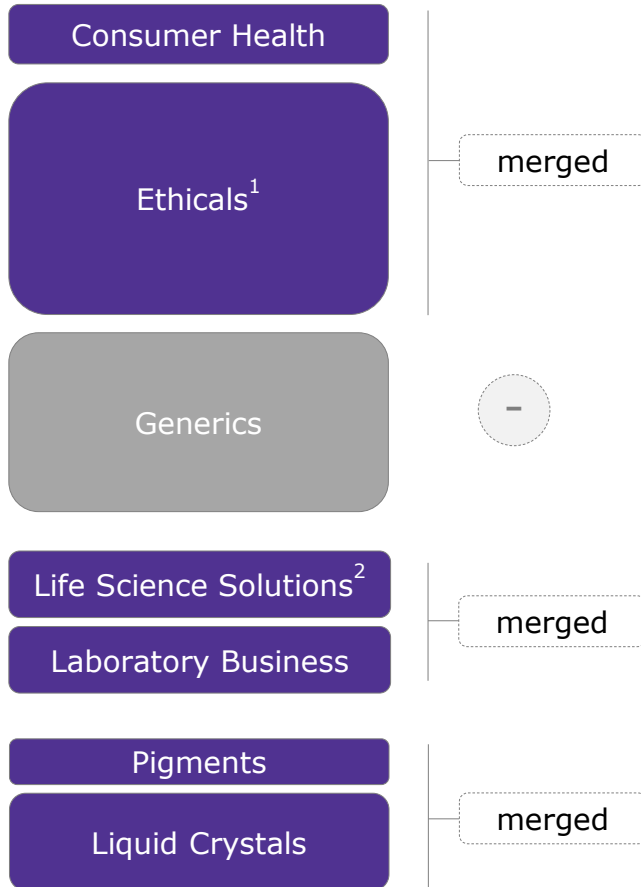 Consumer Health
Ethicals1
merged
Generics
-
Life Science Solutions2
Laboratory Business
merged
Pigments
Liquid Crystals
merged